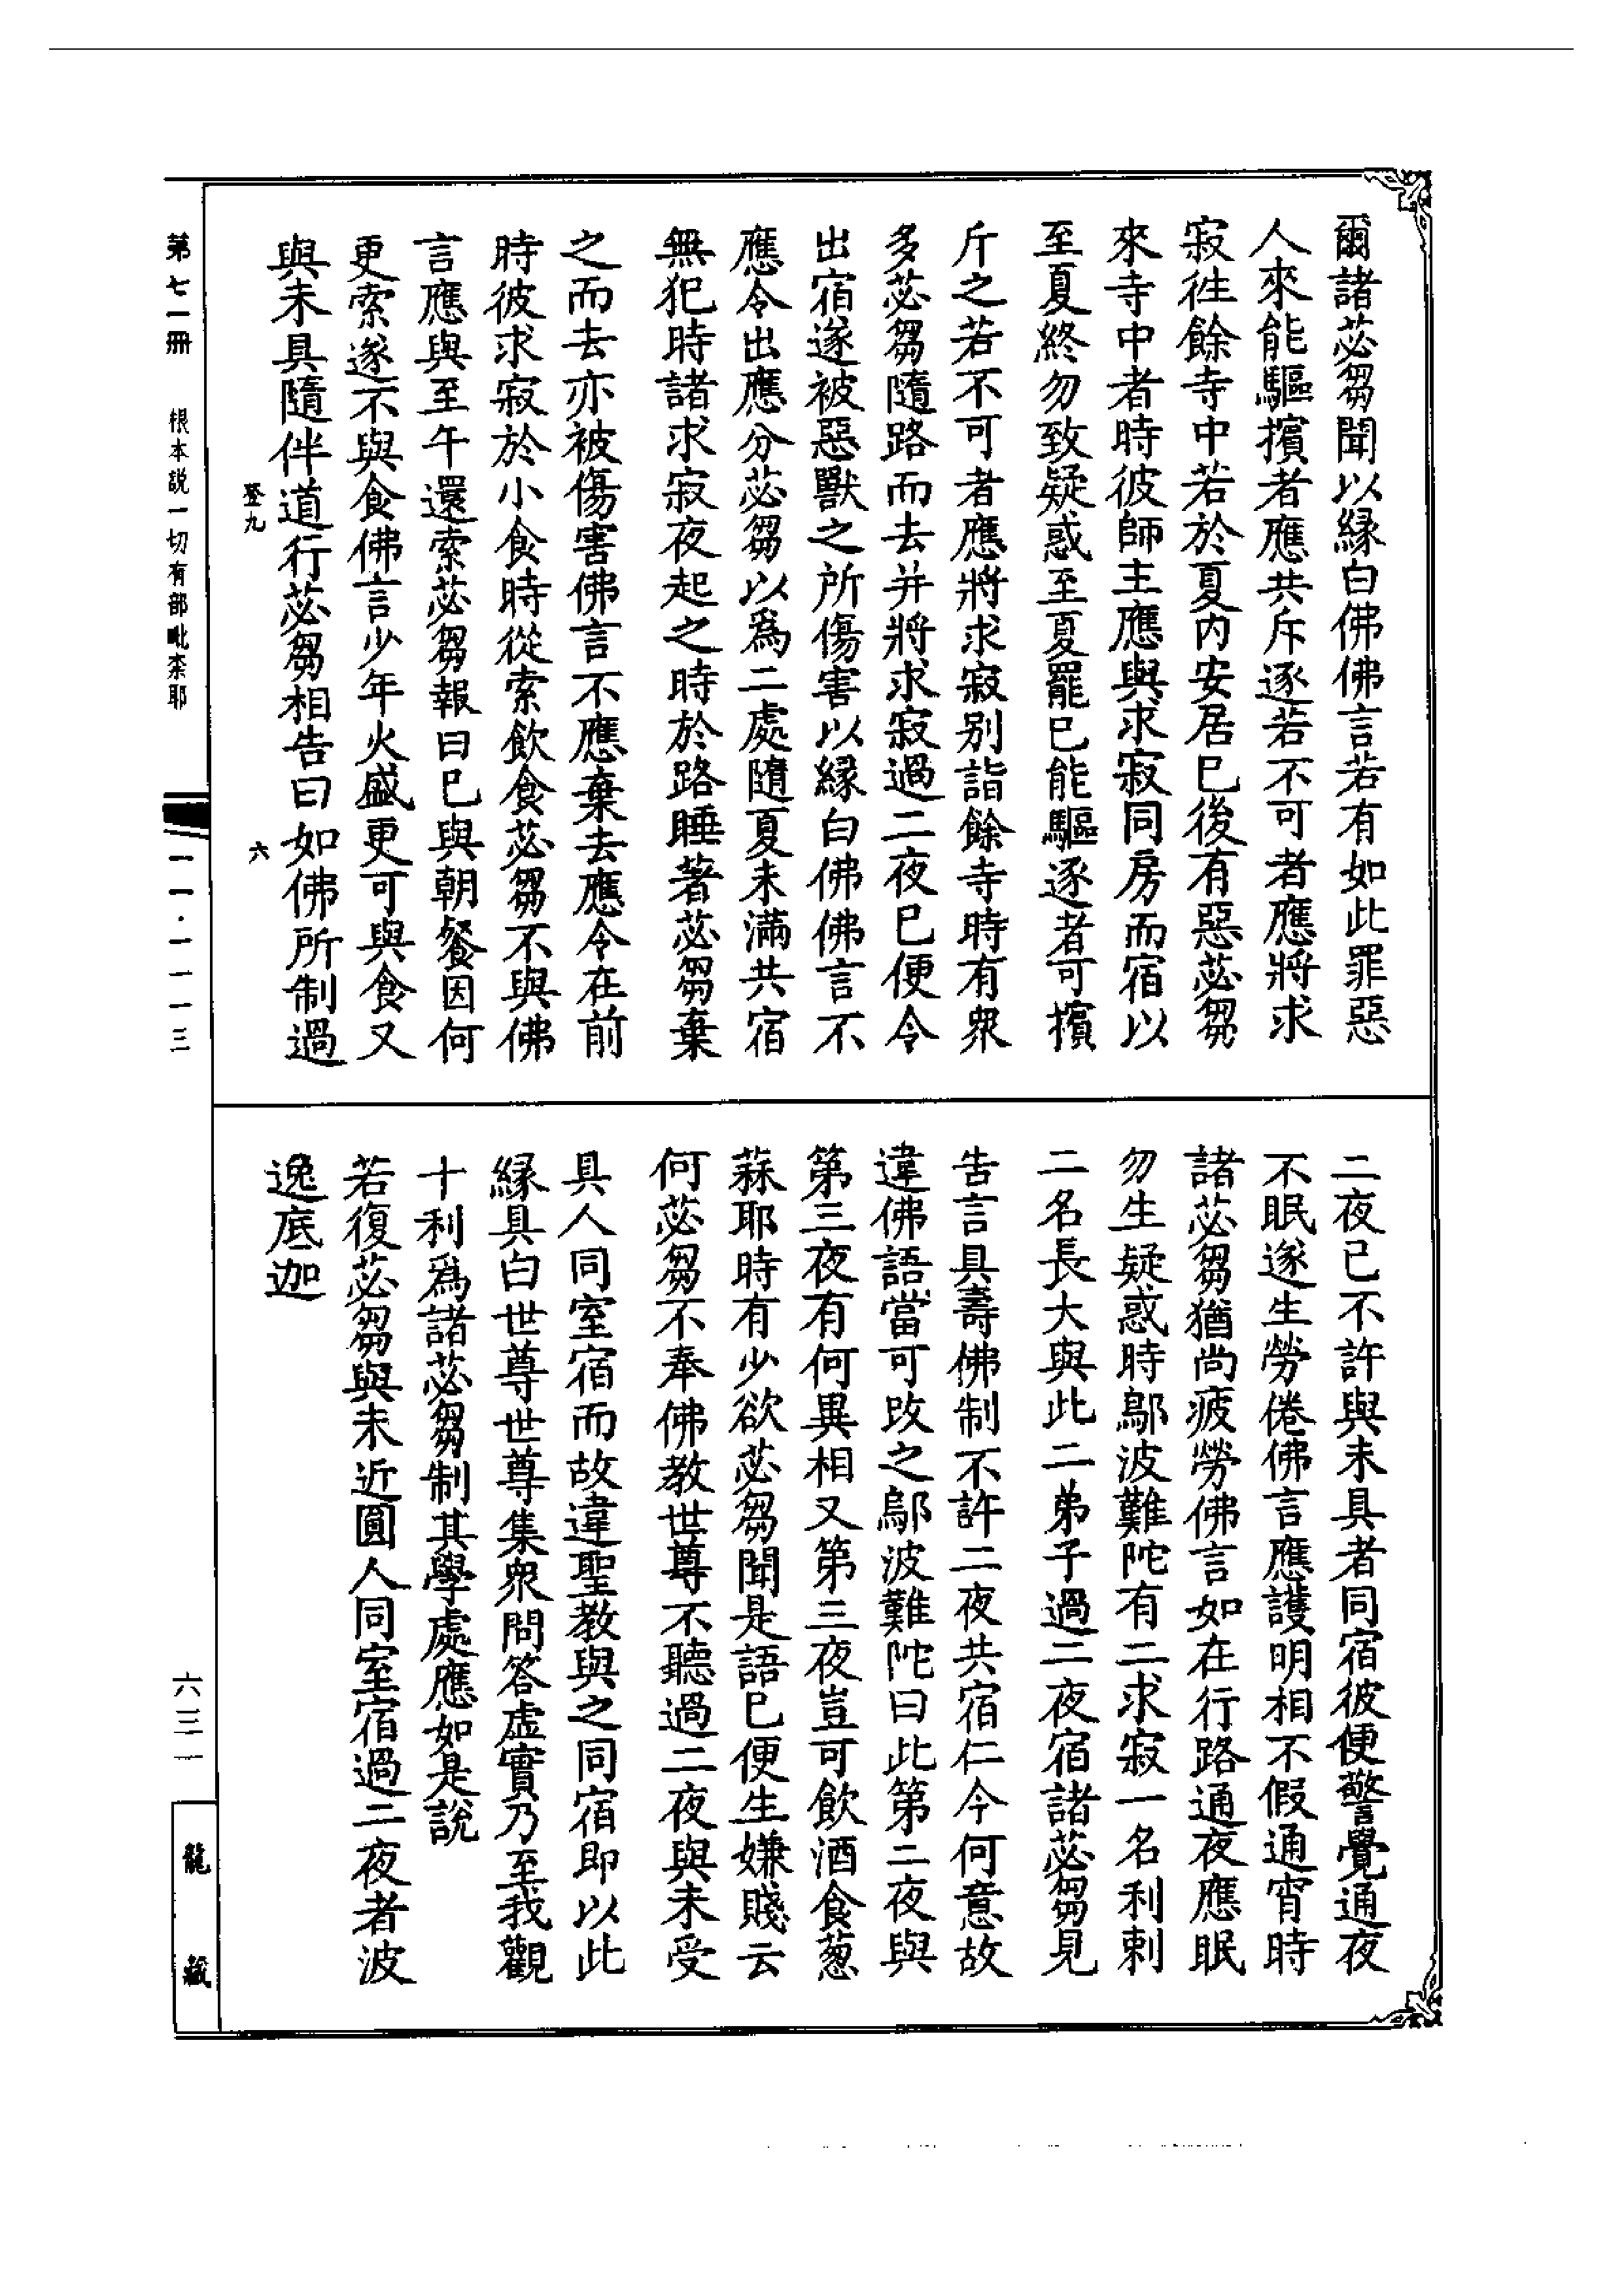 爾諸苾芻聞以縁白佛佛言若有如此罪惡
人來能驅擯者應共斥逐若不可者應將求
寂徃餘寺中若於夏內安居已後有惡苾芻
來寺中者時彼師主應與求寂同房而宿以
至夏終勿致疑惑至夏罷已能驅逐者可擯
斤之若不可者應將求寂別詣餘寺時有衆
多苾芻隨路而去并將求寂過二夜已便令
出宿遂被惡獸之所傷害以縁白佛佛言不
應令出應分苾芻以爲二處隨夏未滿共宿
無犯時諸求寂夜起之時於路睡著苾芻棄
之而去亦被傷害佛言不應棄去應令在前
時彼求寂於小食時從索飲食苾芻不與佛
言應與至午還索苾芻報曰已與朝餐因何
更索遂不與食佛言少年火盛更可與食又
與未具隨伴道行苾芻相告曰如佛所制過
二夜已不許與未具者同宿彼便警覺通夜
不眠遂生勞倦佛言應護明相不假通宵時
諸苾芻猶尚疲勞佛言如在行路通夜應眠
勿生疑惑時鄔波難陀有二求寂一名利剌
二名長大與此二弟子過二夜宿諸苾芻見
告言具壽佛制不許二夜共宿仁今何意故
違佛語當可改之鄔波難陀曰此第二夜與
第三夜有何異相又第三夜豈可飲酒食葱
蒜耶時有少欲苾芻聞是語已便生嫌賤云
何苾芻不奉佛教世尊不聽過二夜與未受
具人同室宿而故違聖教與之同宿即以此
縁具白世尊世尊集衆問答虛實乃至我觀
十利爲諸苾芻制其學處應如是說
若復苾芻與未近圓人同室宿過二夜者波
逸底迦
第七一冊 根本説一切有部毗柰耶
登九 六
一一·一一一三
六三一
龍藏